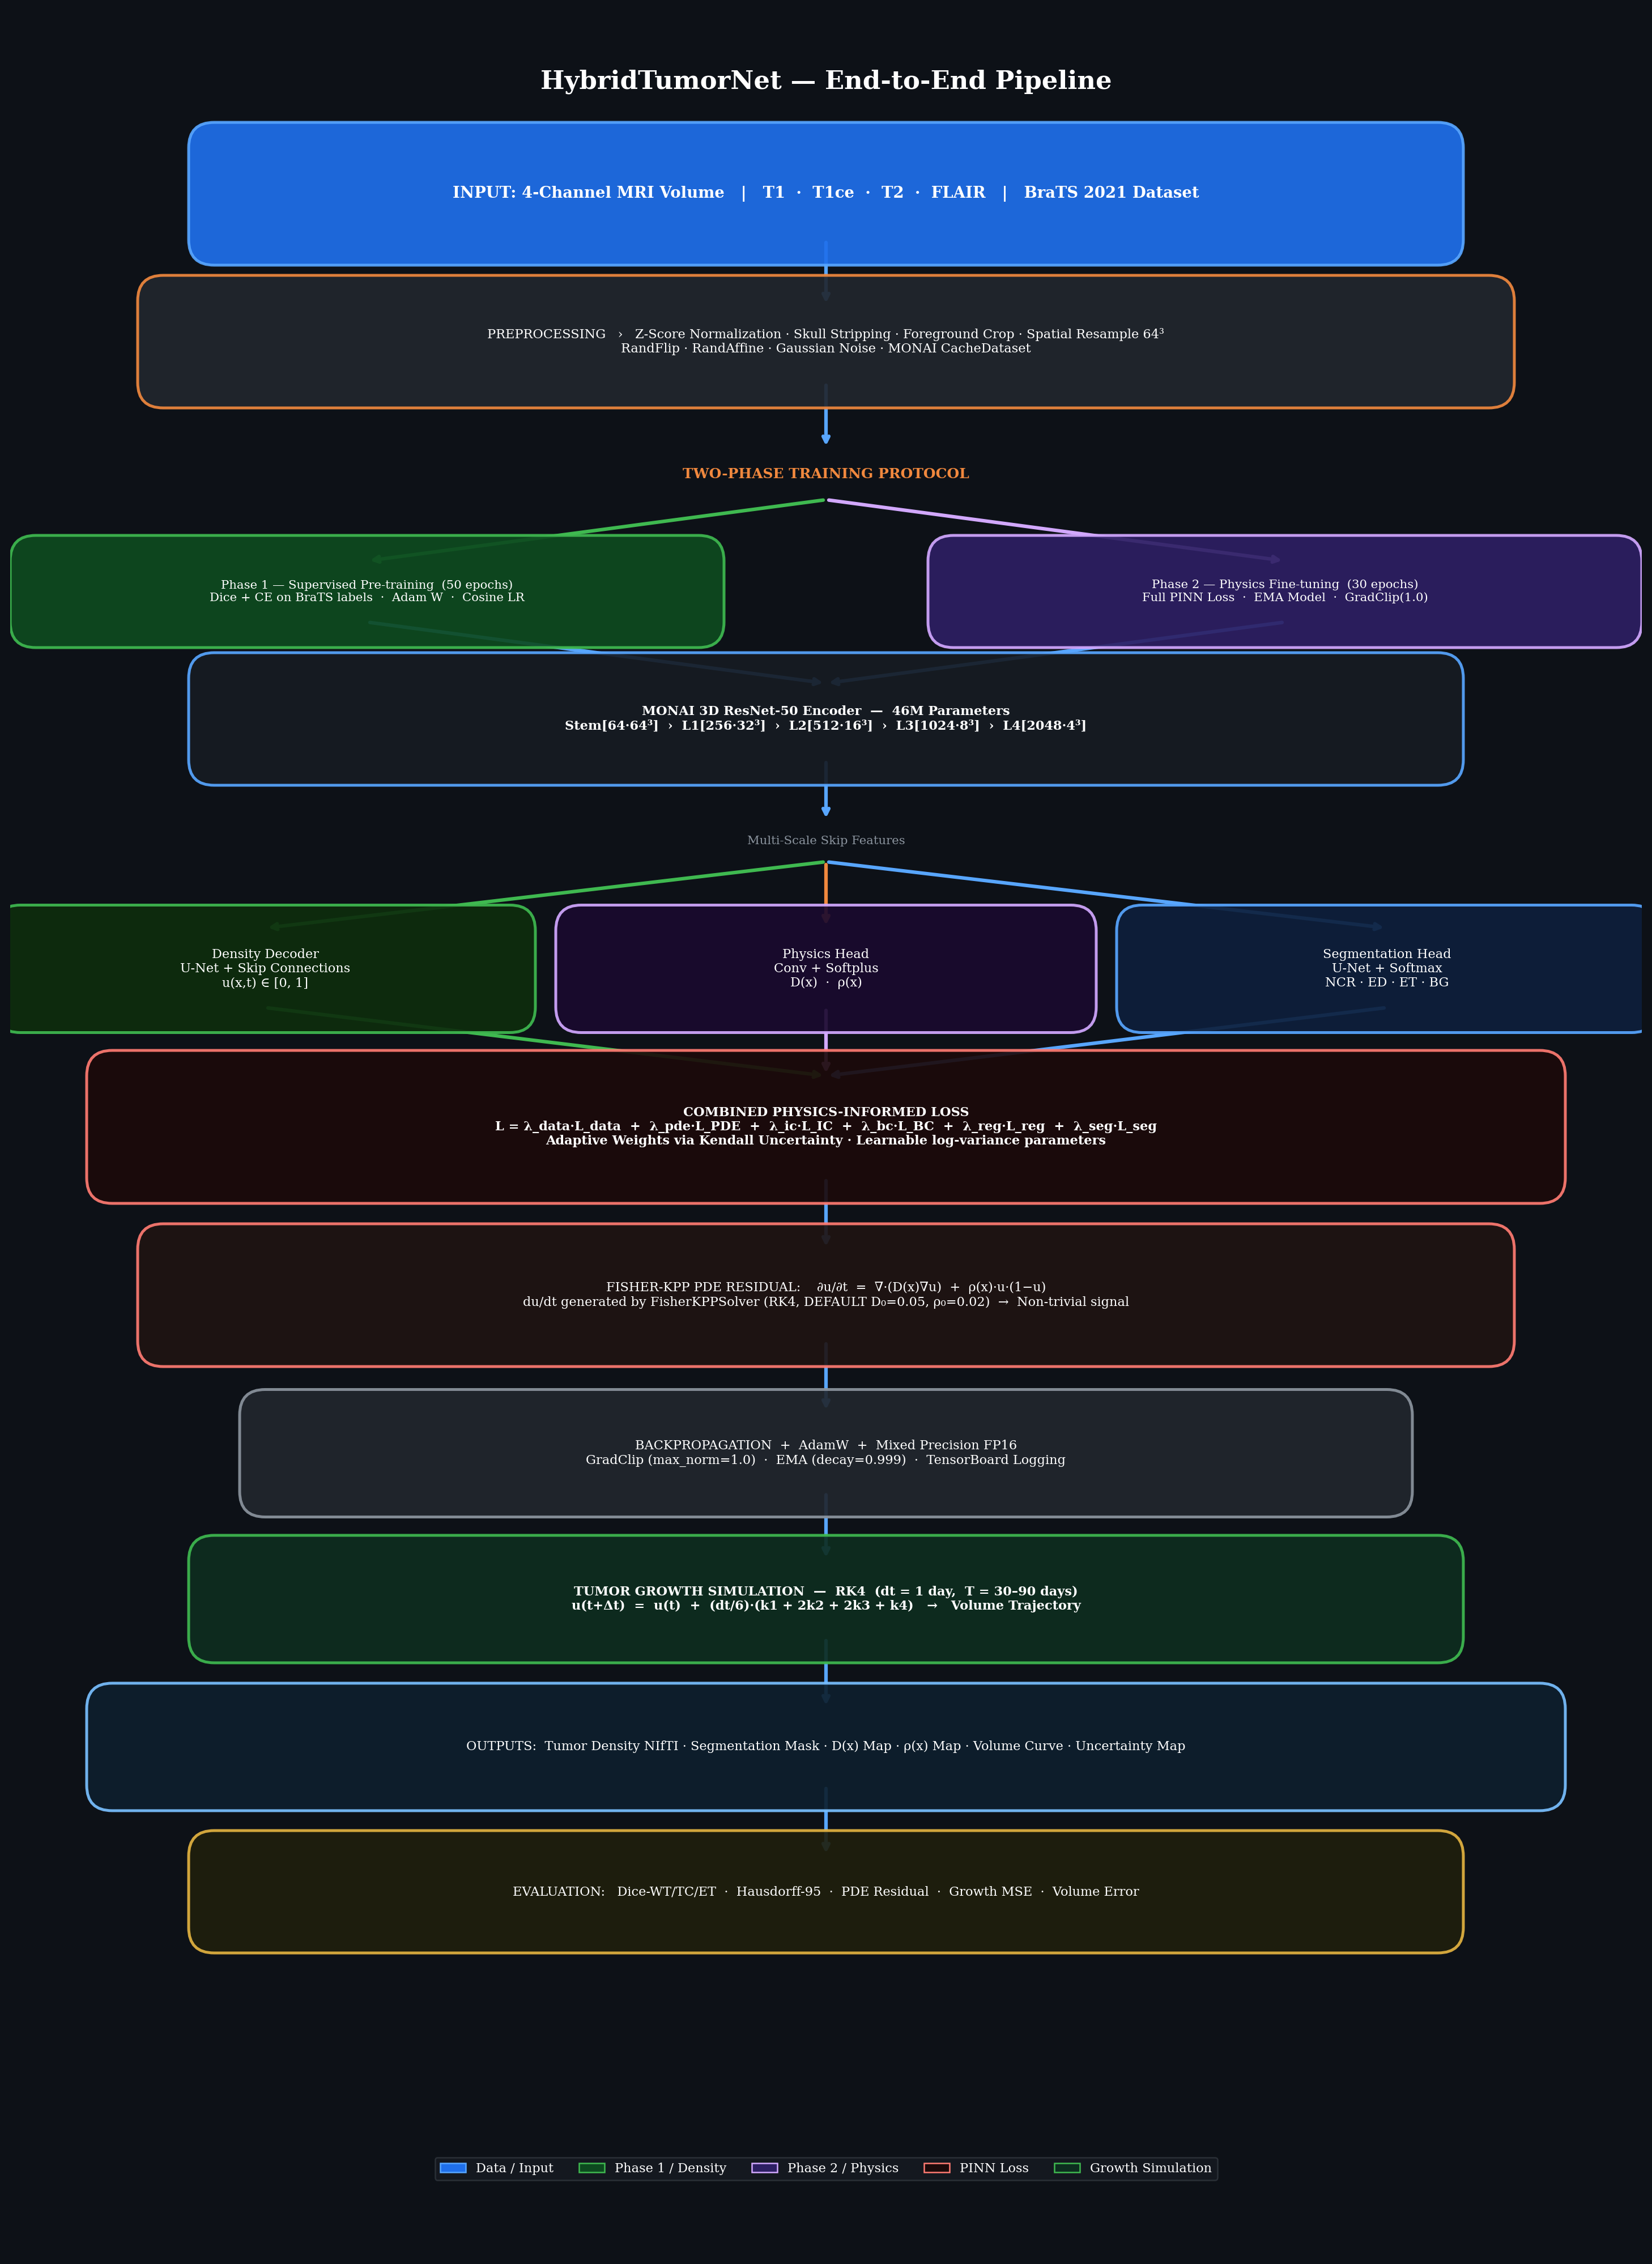 HybridTumorNet — End-to-End Pipeline
INPUT: 4-Channel MRI Volume | T1 · T1ce · T2 · FLAIR | BraTS 2021 Dataset
PREPROCESSING › Z-Score Normalization · Skull Stripping · Foreground Crop · Spatial Resample 64³
RandFlip · RandAffine · Gaussian Noise · MONAI CacheDataset
TWO-PHASE TRAINING PROTOCOL
Phase 1 — Supervised Pre-training (50 epochs)
Dice + CE on BraTS labels · Adam W · Cosine LR
Phase 2 — Physics Fine-tuning (30 epochs)
Full PINN Loss · EMA Model · GradClip(1.0)
MONAI 3D ResNet-50 Encoder — 46M Parameters
Stem[64·64³] › L1[256·32³] › L2[512·16³] › L3[1024·8³] › L4[2048·4³]
Multi-Scale Skip Features
Density Decoder
U-Net + Skip Connections
u(x,t) ∈ [0, 1]
Physics Head
Conv + Softplus
D(x) · ρ(x)
Segmentation Head
U-Net + Softmax
NCR · ED · ET · BG
COMBINED PHYSICS-INFORMED LOSS
L = λ_data·L_data + λ_pde·L_PDE + λ_ic·L_IC + λ_bc·L_BC + λ_reg·L_reg + λ_seg·L_seg
Adaptive Weights via Kendall Uncertainty · Learnable log-variance parameters
FISHER-KPP PDE RESIDUAL: ∂u/∂t = ∇·(D(x)∇u) + ρ(x)·u·(1−u)
du/dt generated by FisherKPPSolver (RK4, DEFAULT D₀=0.05, ρ₀=0.02) → Non-trivial signal
BACKPROPAGATION + AdamW + Mixed Precision FP16
GradClip (max_norm=1.0) · EMA (decay=0.999) · TensorBoard Logging
TUMOR GROWTH SIMULATION — RK4 (dt = 1 day, T = 30–90 days)
u(t+Δt) = u(t) + (dt/6)·(k1 + 2k2 + 2k3 + k4) → Volume Trajectory
OUTPUTS: Tumor Density NIfTI · Segmentation Mask · D(x) Map · ρ(x) Map · Volume Curve · Uncertainty Map
EVALUATION: Dice-WT/TC/ET · Hausdorff-95 · PDE Residual · Growth MSE · Volume Error
Data / Input
Phase 1 / Density
Phase 2 / Physics
PINN Loss
Growth Simulation